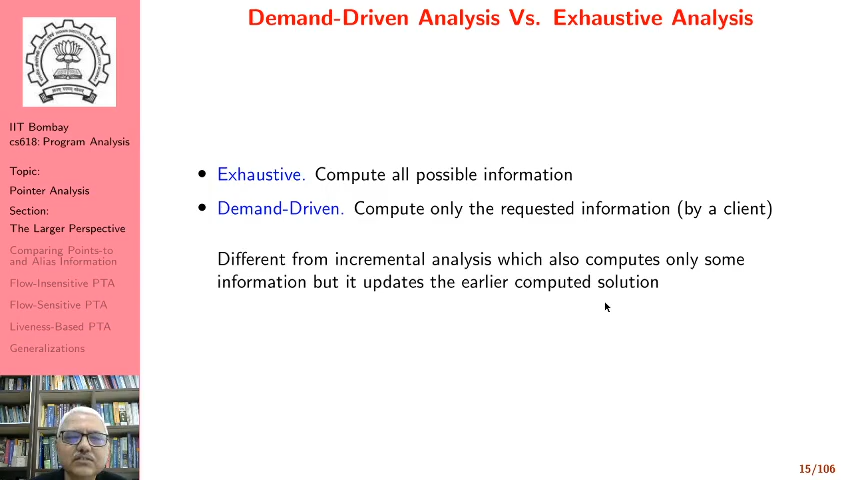 Demand-Driven Analysis Vs. Exhaustive Analysis
IIT Bombay
cs618: Program Analysis
Topic:
Pointer Analysis
Section:
The Larger Perspective
Comparing Points-to
and Alias Information
Flow-Insensitive PTA
Flow-Sensitive PTA
Liveness-Based PTA
Generalizations
• Exhaustive. Compute all possible information
• Demand-Driven. Compute only the requested information (by a client)
Different from incremental analysis which also computes only some
information but it updates the earlier computed solution
15/106